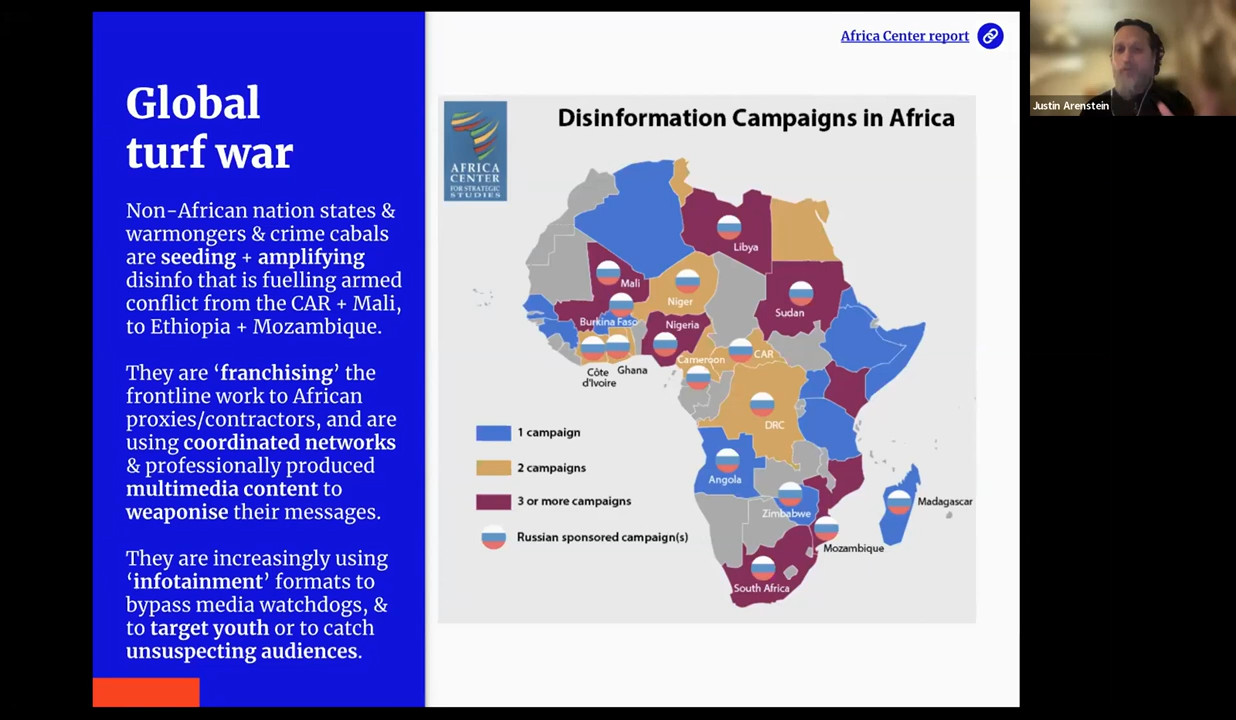 Global
turf war
Non-African nation states &
warmongers & crime cabals
are seeding + amplifying
disinfo that is fuelling armed
conflict from the CAR + Mali,
to Ethiopia + Mozambique.
They are ‘franchising’ the
frontline work to African
proxies/contractors, and are
using coordinated networks
& professionally produced
multimedia content to
weaponise their messages.
They are increasingly using
‘infotainment’ formats to
bypass media watchdogs, &
to target youth or to catch
unsuspecting audiences.
Africa Center report
AFRICA
CENTER
FOR STRATEGIC
STUDIES
Disinformation Campaigns in Africa
Libya
Mali
Niger
Sudan
Burkina Faso
Nigeria
Cameroon
CAR
Côte
d'Ivoire
Ghana
DRC
Angola
Zimbabwe
Madagascar
Mozambique
South Africa
1 campaign
2 campaigns
3 or more campaigns
Russian sponsored campaign(s)
Justin Arenstein